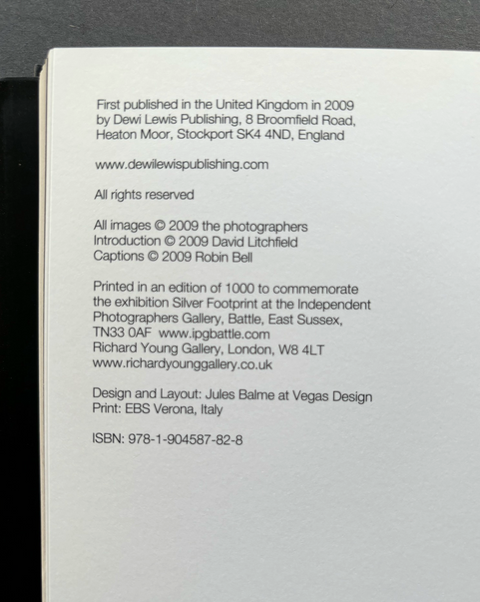 First published in the United Kingdom in 2009
by Dewi Lewis Publishing, 8 Broomfield Road,
Heaton Moor, Stockport SK4 4ND, England
www.dewilewispublishing.com
All rights reserved
All images © 2009 the photographers
Introduction © 2009 David Litchfield
Captions © 2009 Robin Bell
Printed in an edition of 1000 to commemorate
the exhibition Silver Footprint at the Independent
Photographers Gallery, Battle, East Sussex,
TN33 0AF www.ipgbattle.com
Richard Young Gallery, London, W8 4LT
www.richardyounggallery.co.uk
Design and Layout: Jules Balme at Vegas Design
Print: EBS Verona, Italy
ISBN: 978-1-904587-82-8